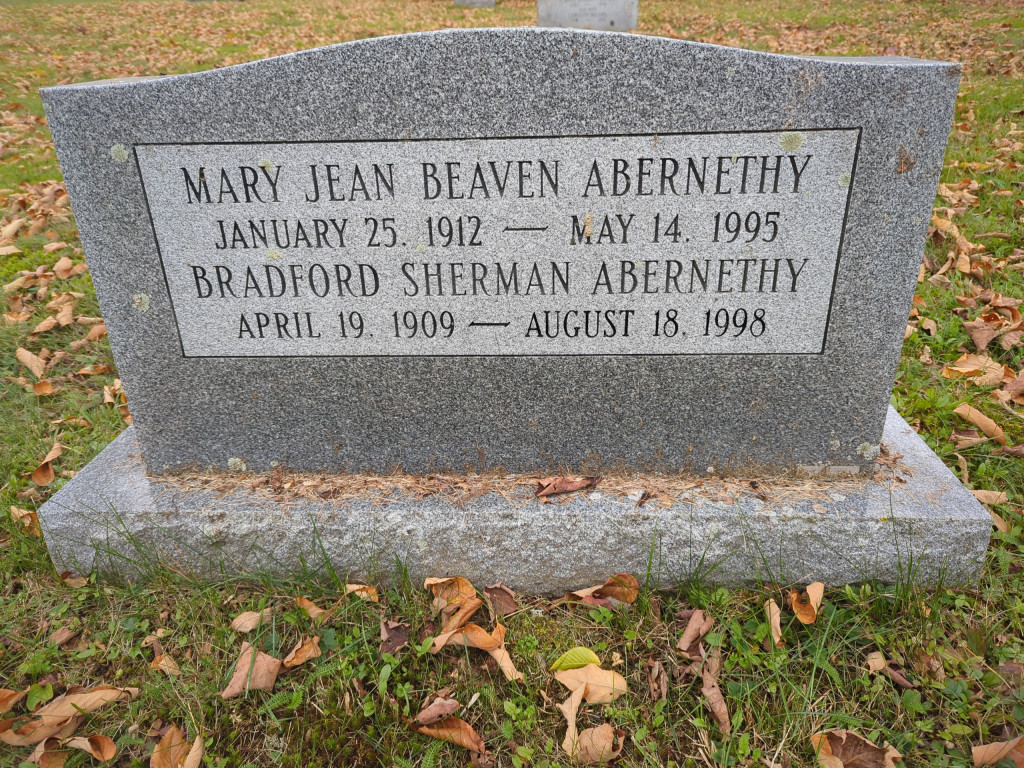 MARY JEAN BEAVEN ABERNETHY
JANUARY 25. 1912 — MAY 14. 1995
BRADFORD SHERMAN ABERNETHY
APRIL 19. 1909 — AUGUST 18. 1998